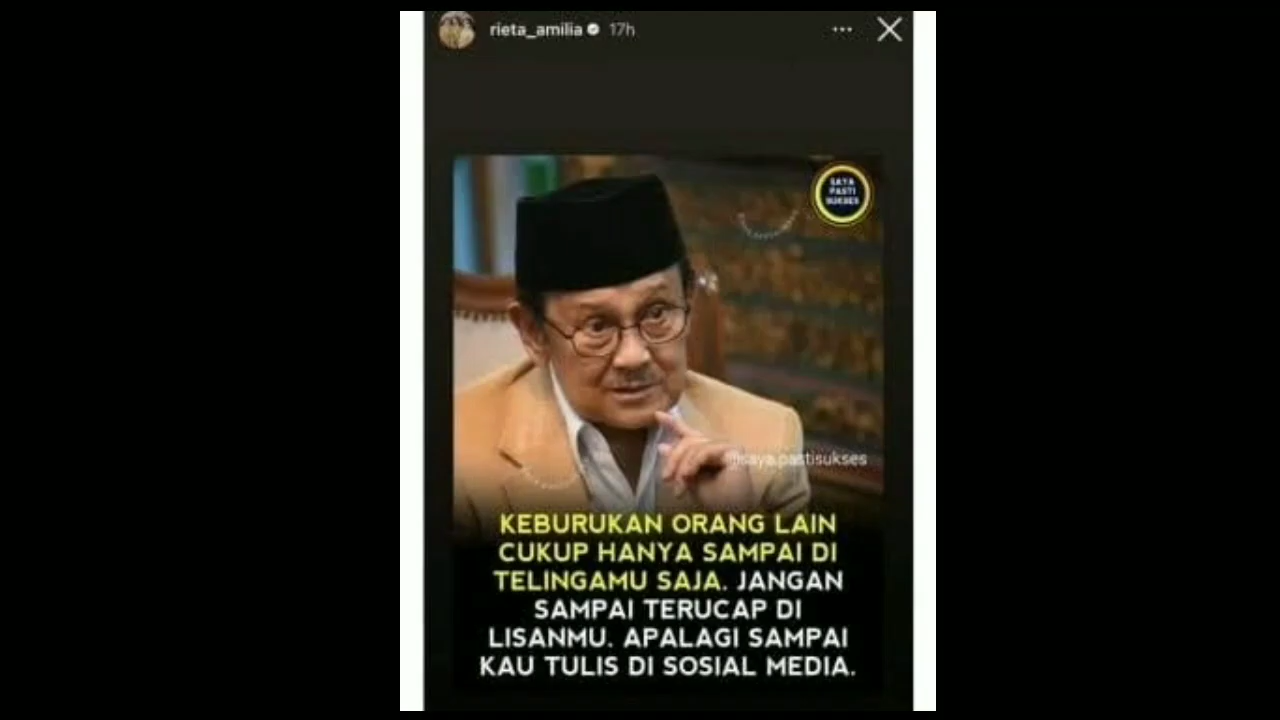 rieta_amilia 17h
SAYA
PASTI
SUKSES
@saya.pastisukses
KEBURUKAN ORANG LAIN
CUKUP HANYA SAMPAI DI
TELINGAMU SAJA. JANGAN
SAMPAI TERUCAP DI
LISANMU. APALAGI SAMPAI
KAU TULIS DI SOSIAL MEDIA.